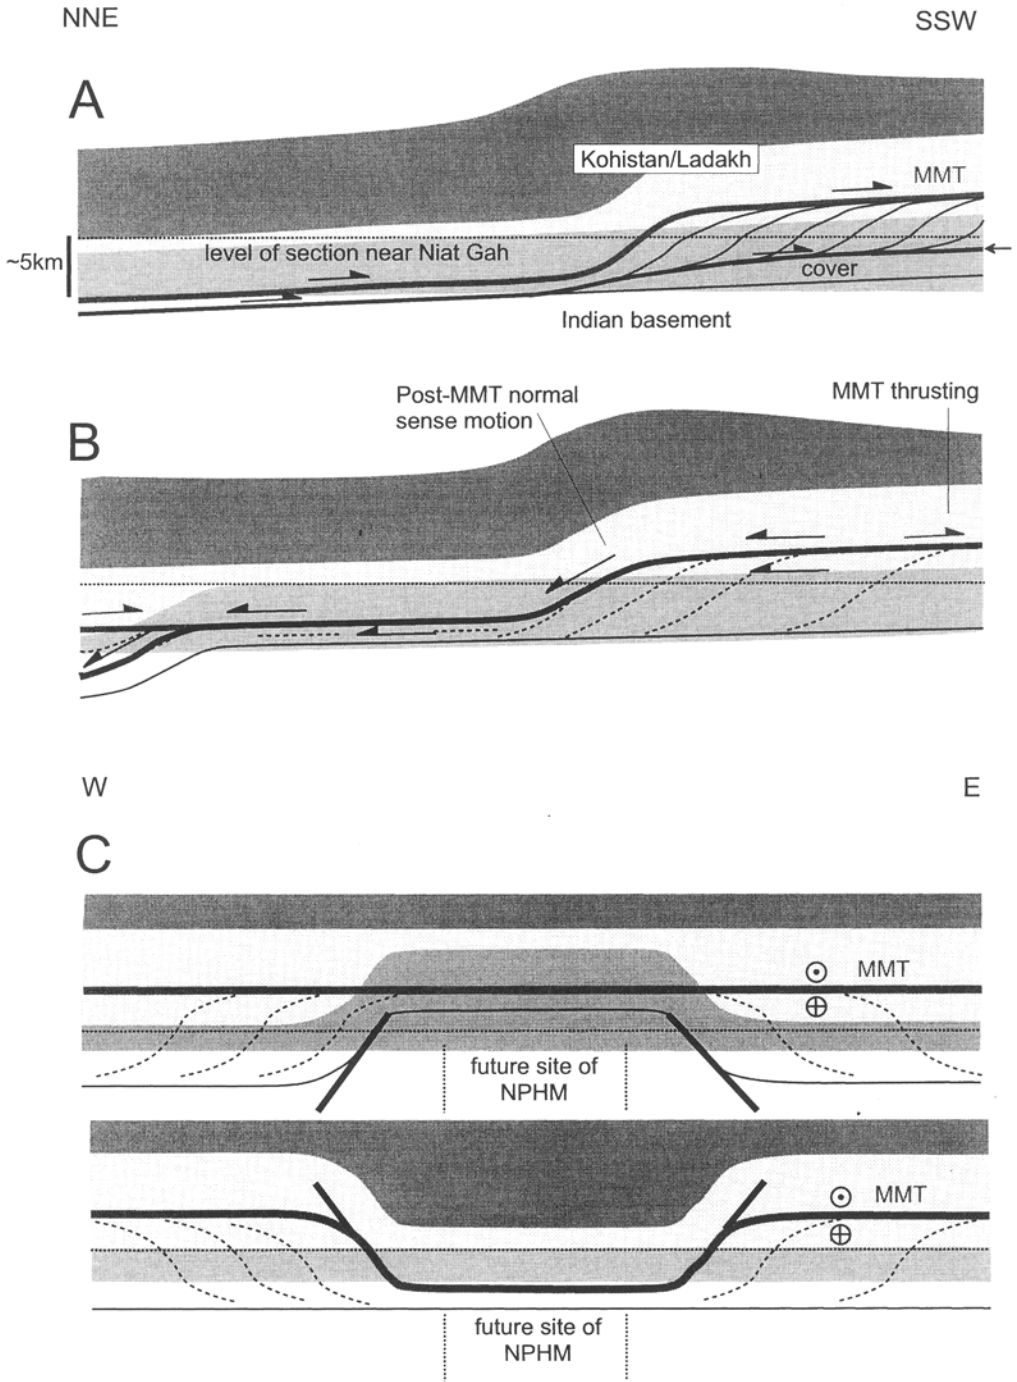 NNE
SSW
A
Kohistan/Ladakh
MMT
level of section near Niat Gah
~5km
cover
Indian basement
Post-MMT normal
sense motion
MMT thrusting
B
W
E
C
MMT
future site of
NPHM
MMT
future site of
NPHM